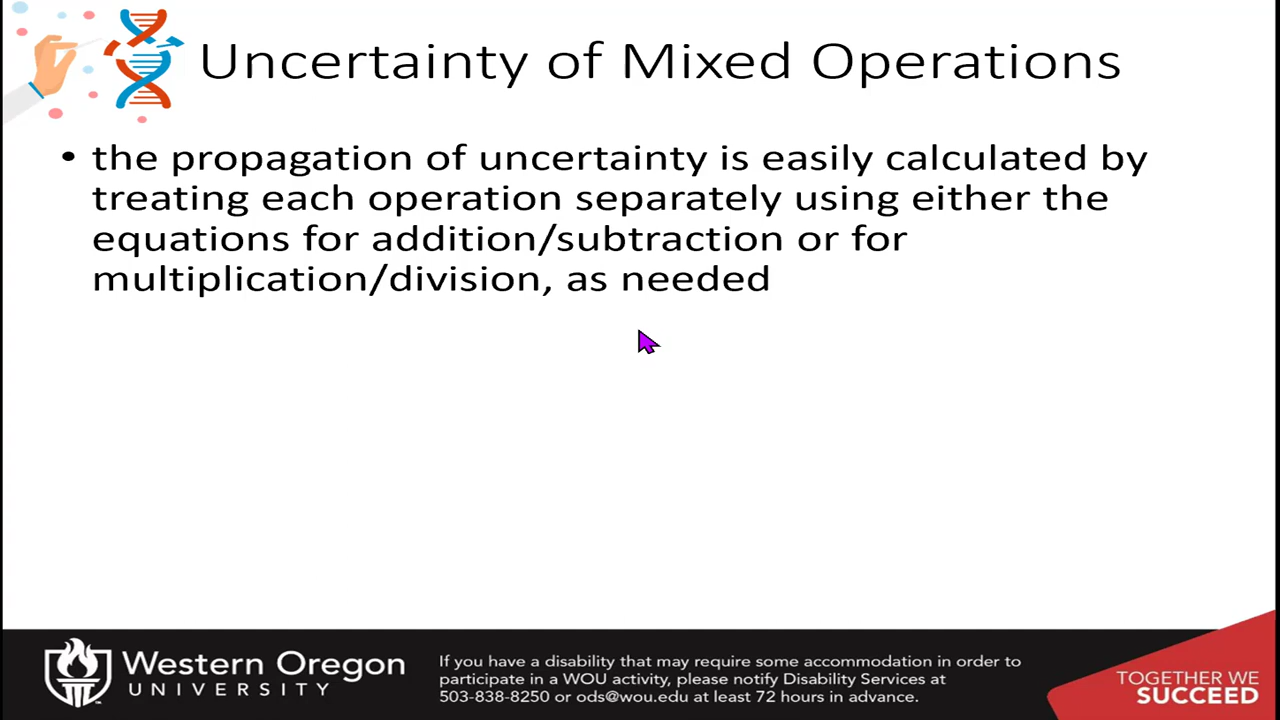 Uncertainty of Mixed Operations
• the propagation of uncertainty is easily calculated by
treating each operation separately using either the
equations for addition/subtraction or for
multiplication/division, as needed
Western Oregon
UNIVERSITY
If you have a disability that may require some accommodation in order to
participate in a WOU activity, please notify Disability Services at
503-838-8250 or ods@wou.edu at least 72 hours in advance.
TOGETHER WE
SUCCEED